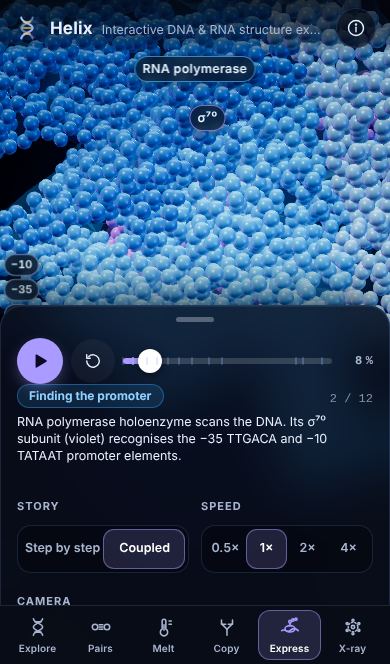 Helix Interactive DNA & RNA structure ex...
RNA polymerase
σ⁷⁰
−10
−35
8 %
Finding the promoter
2 / 12
RNA polymerase holoenzyme scans the DNA. Its σ⁷⁰
subunit (violet) recognises the −35 TTGACA and −10
TATAAT promoter elements.
STORY
SPEED
Step by step Coupled
0.5× 1× 2× 4×
CAMERA
Explore Pairs Melt Copy Express X-ray